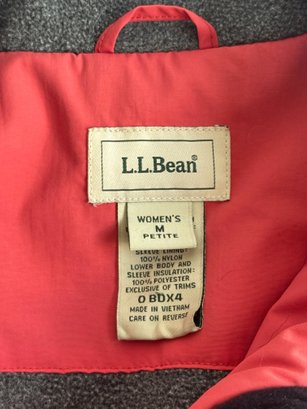 L.L.Bean®
WOMEN'S
M
PETITE
SLEEVE LINING:
100% NYLON
LOWER BODY AND
SLEEVE INSULATION:
100% POLYESTER
EXCLUSIVE OF TRIMS
0 BDX4
MADE IN VIETNAM
CARE ON REVERSE